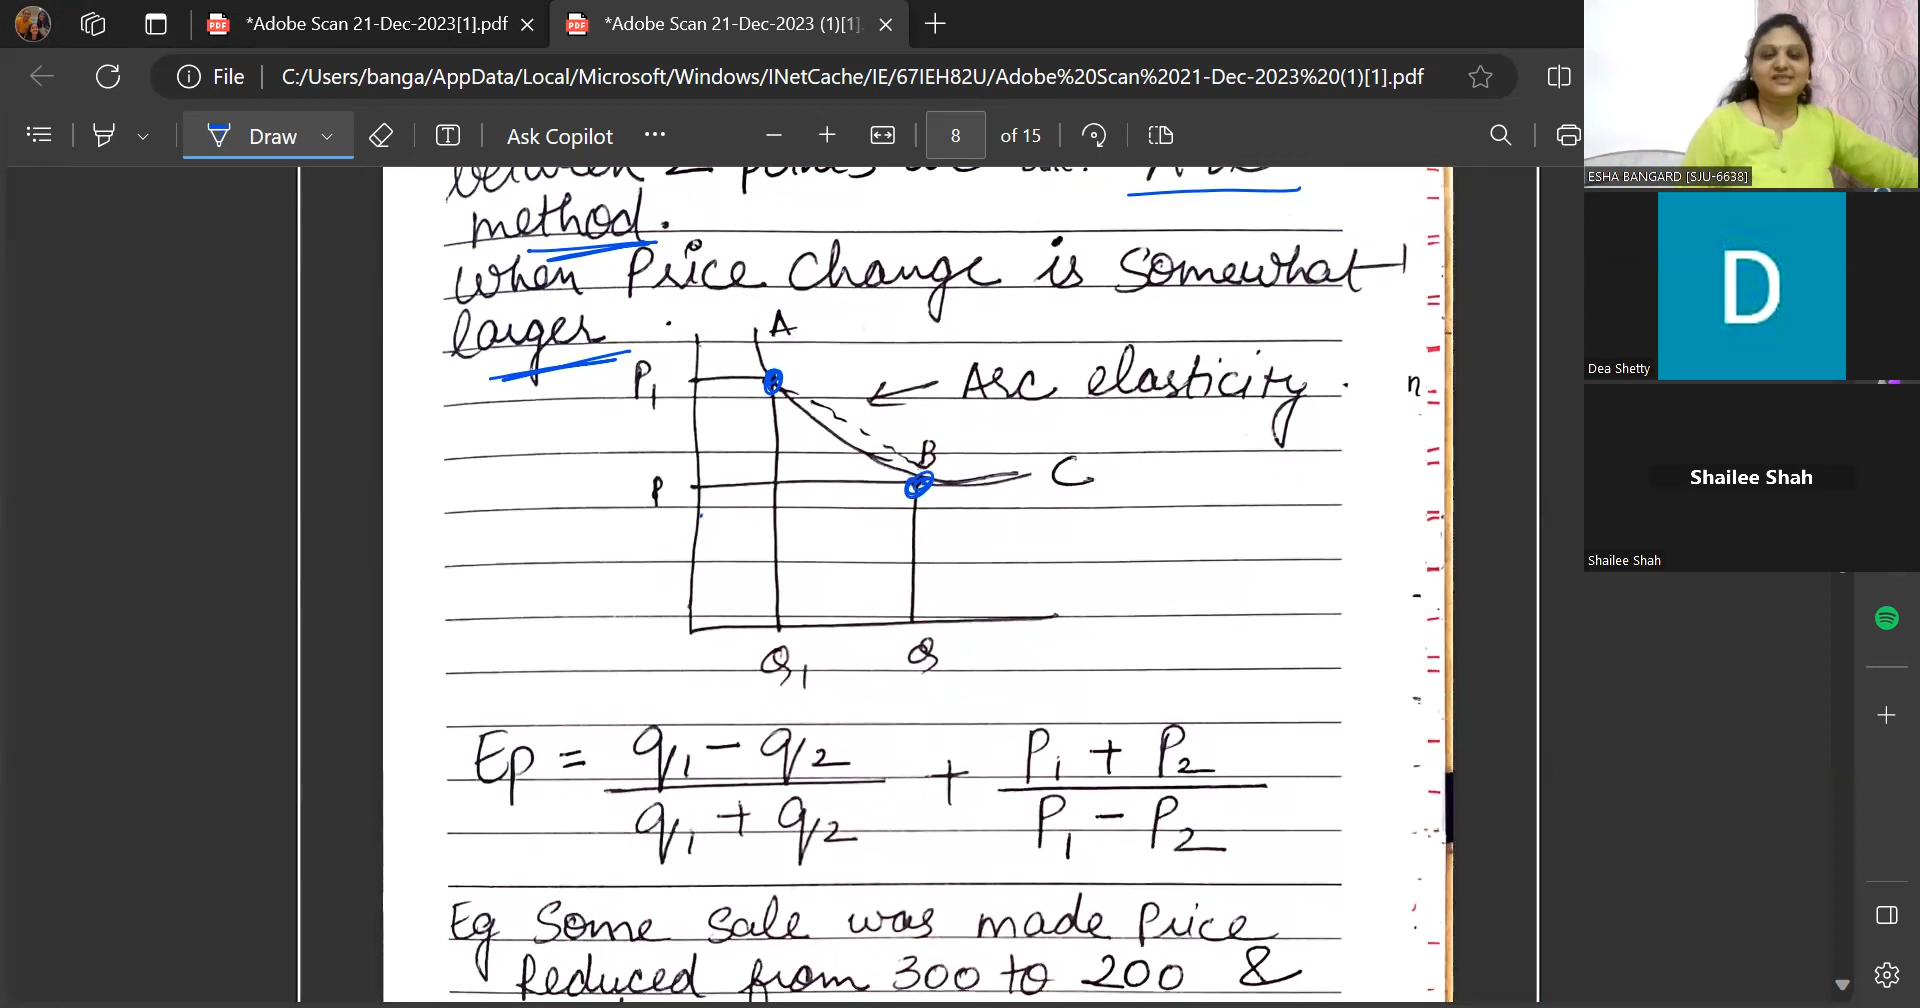 *Adobe Scan 21-Dec-2023[1].pdf
*Adobe Scan 21-Dec-2023 (1)[1].
File
C:/Users/banga/AppData/Local/Microsoft/Windows/INetCache/IE/67IEH82U/Adobe%20Scan%2021-Dec-2023%20(1)[1].pdf
Draw
Ask Copilot
8 of 15
ESHA BANGARD [SJU-6638]
D
Dea Shetty
Shailee Shah
Shailee Shah
between 2 points
method.
when Price Change is somewhat
larger
A
P1
Arc elasticity.
n
B
C
P
Q1
Q
Ep = q1 - q2 / q1 + q2 + P1 + P2 / P1 - P2
Eg Some sale was made Price
Reduced from 300 to 200 &